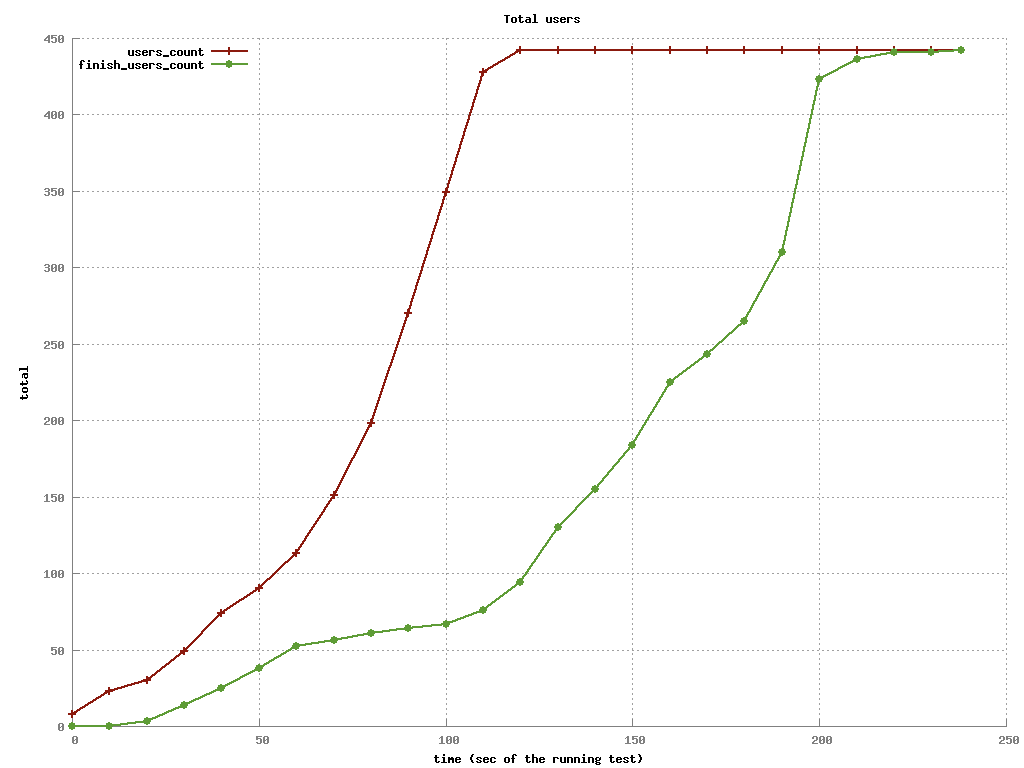 Total users
users_count
finish_users_count
450
400
350
300
250
200
150
100
50
0
total
0 50 100 150 200 250
time (sec of the running test)